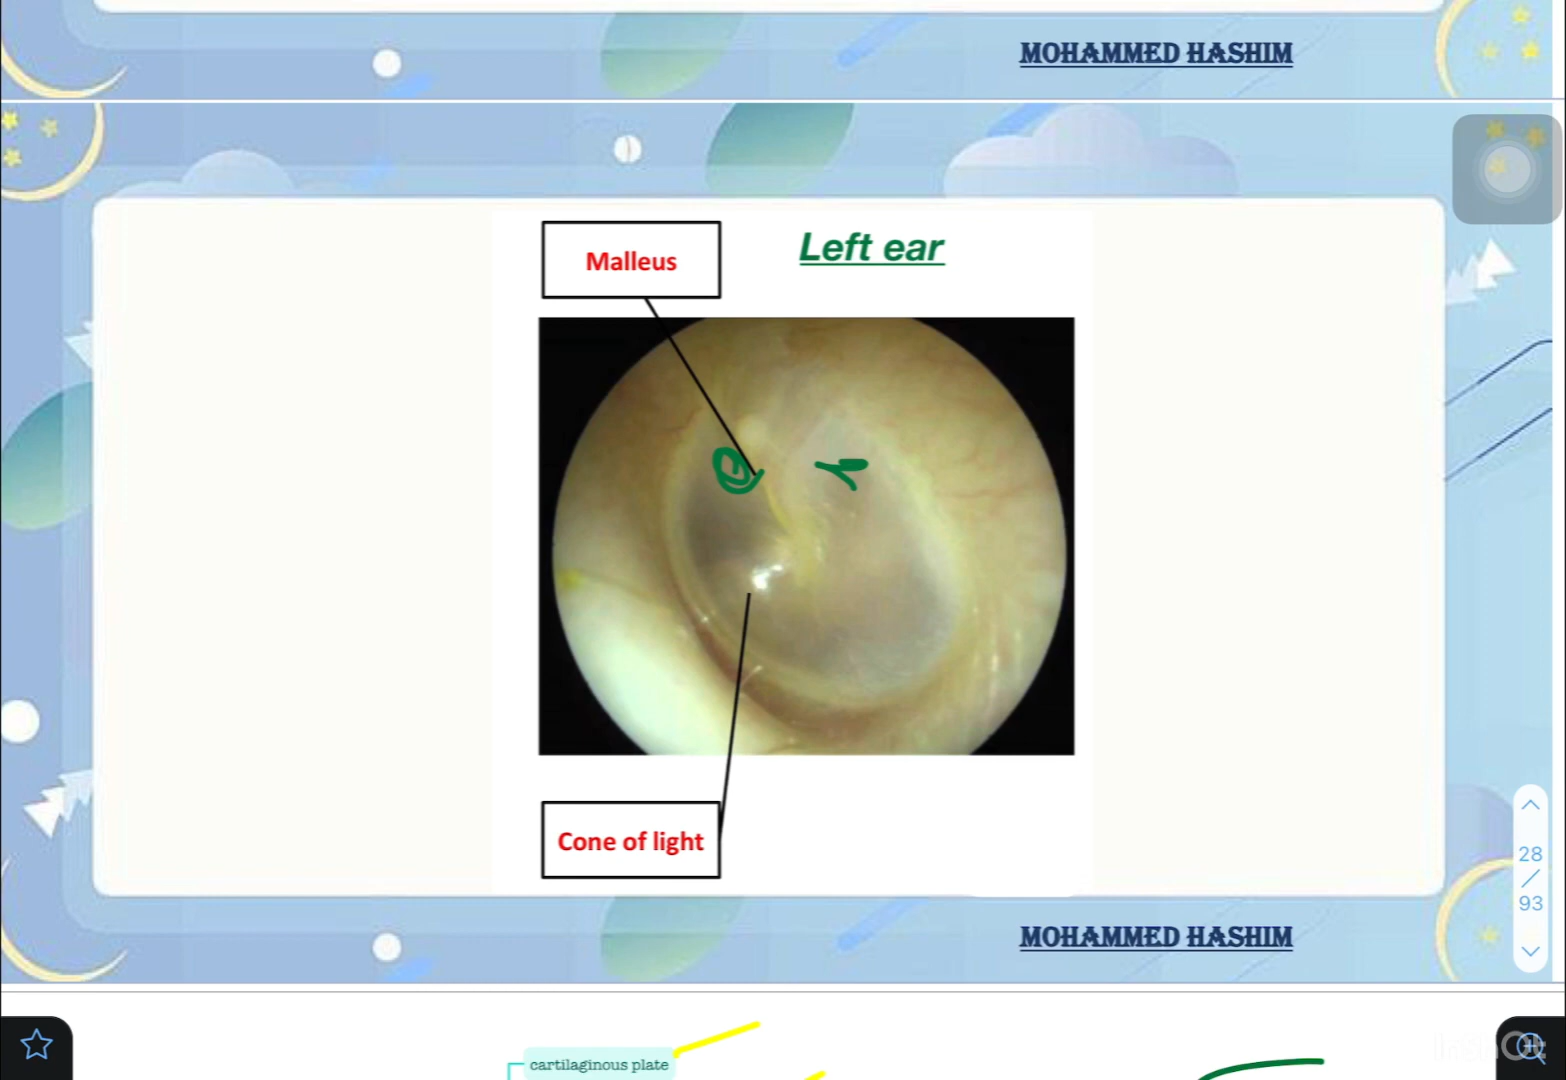 MOHAMMED HASHIM
Malleus
Left ear
Cone of light
28
/
93
MOHAMMED HASHIM
cartilaginous plate